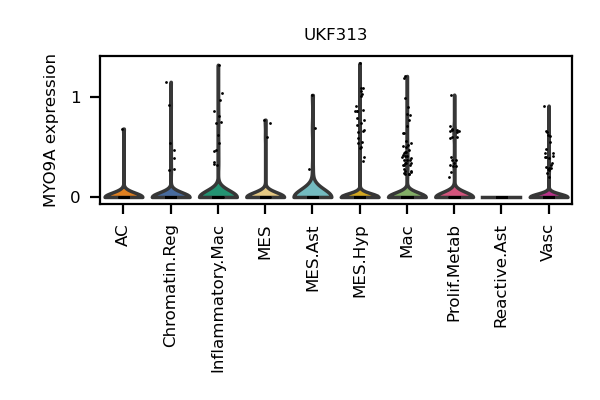 UKF313
MYO9A expression
1
0
AC
Chromatin.Reg
Inflammatory.Mac
MES
MES.Ast
MES.Hyp
Mac
Prolif.Metab
Reactive.Ast
Vasc